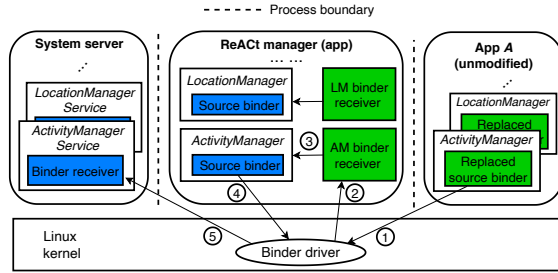 Process boundary
System server
...
LocationManager
Service
ActivityManager
Service
Binder receiver
ReACt manager (app)
... ...
LocationManager
Source binder
LM binder
receiver
ActivityManager
Source binder
③
AM binder
receiver
④
②
App A
(unmodified)
...
LocationManager
Replaced
ActivityManager
Replaced
source binder
⑤
①
Linux
kernel
Binder driver